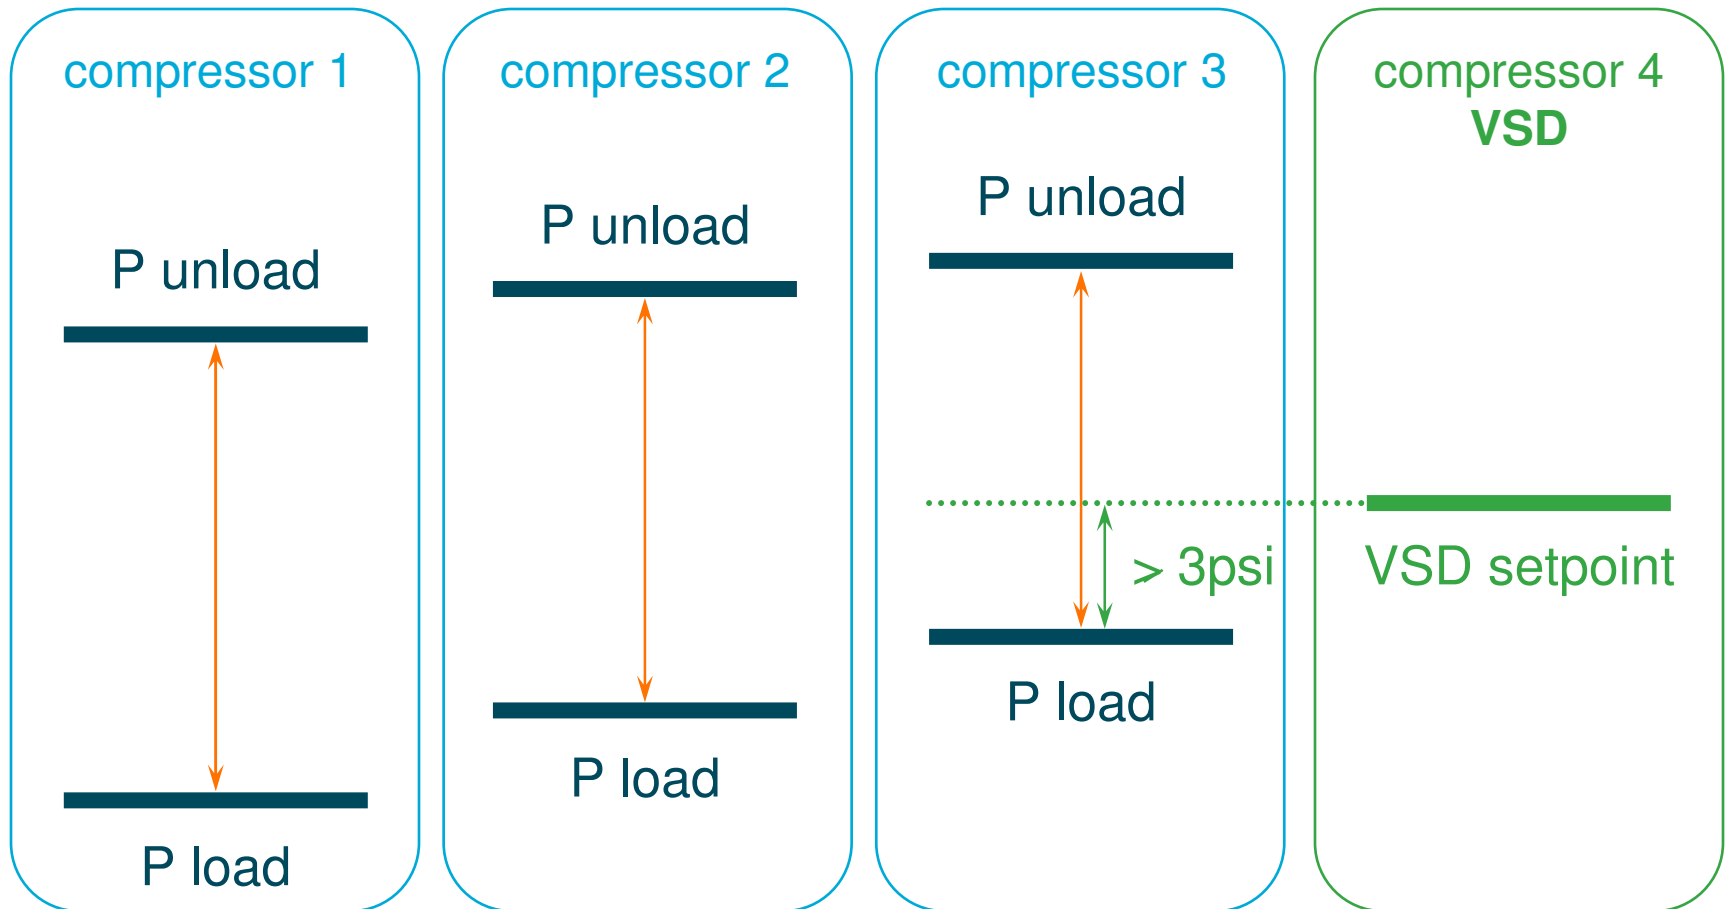 compressor 1
P unload
P load
compressor 2
P unload
P load
compressor 3
P unload
> 3psi
P load
compressor 4
VSD
VSD setpoint